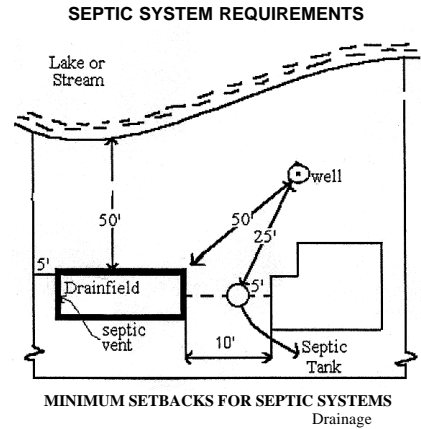 SEPTIC SYSTEM REQUIREMENTS
Lake or
Stream
well
50'
50'
25'
5'
Drainfield
5'
septic
vent
10'
Septic
Tank
MINIMUM SETBACKS FOR SEPTIC SYSTEMS
Drainage